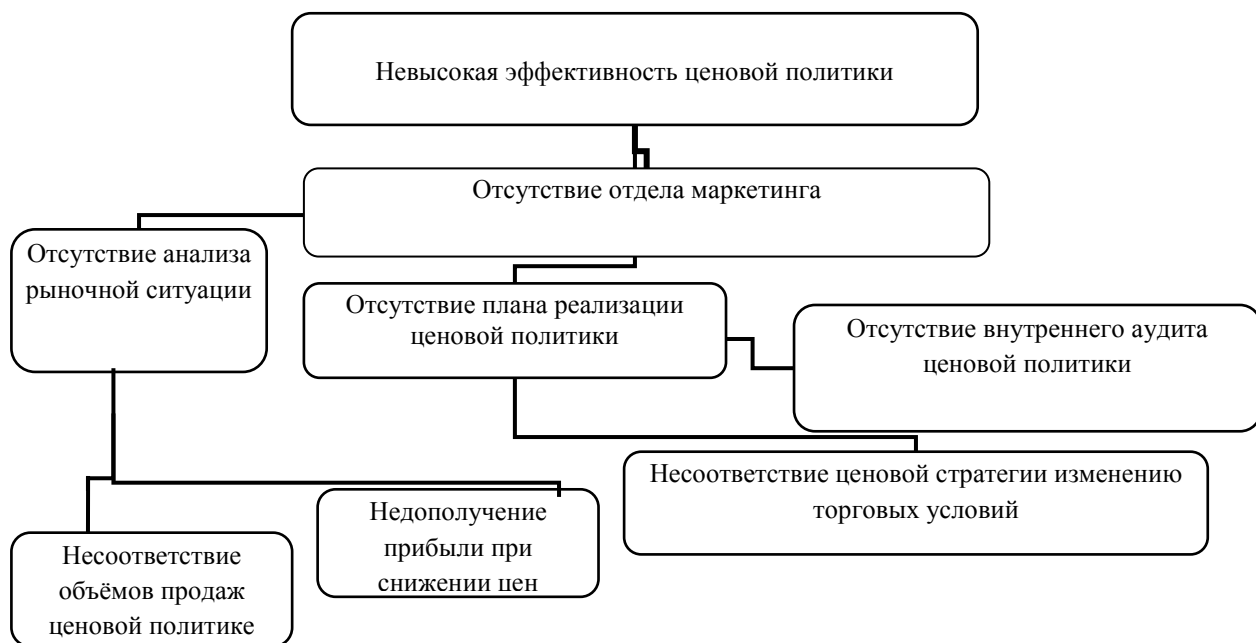 Невысокая эффективность ценовой политики
Отсутствие отдела маркетинга
Отсутствие анализа
рыночной ситуации
Отсутствие плана реализации
ценовой политики
Отсутствие внутреннего аудита
ценовой политики
Несоответствие ценовой стратегии изменению
торговых условий
Недополучение
прибыли при
снижении цен
Несоответствие
объёмов продаж
ценовой политике